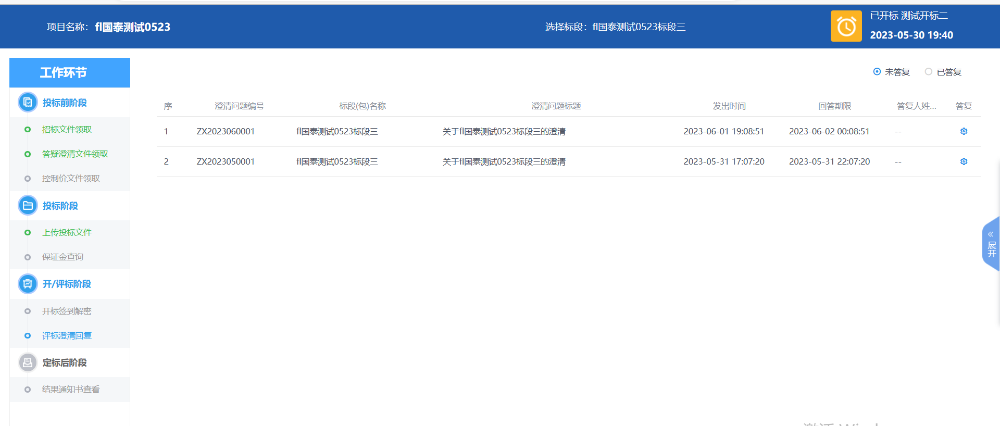 项目名称： fl国泰测试0523
选择标段： fl国泰测试0523标段三
已开标 测试开标二
2023-05-30 19:40
工作环节
投标前阶段
招标文件领取
答疑澄清文件领取
控制价文件领取
投标阶段
上传投标文件
保证金查询
开/评标阶段
开标签到解密
评标澄清回复
定标后阶段
结果通知书查看
未答复 已答复
序 澄清问题编号 标段(包)名称 澄清问题标题 发出时间 回答期限 答复人姓... 答复
1 ZX2023060001 fl国泰测试0523标段三 关于fl国泰测试0523标段三的澄清 2023-06-01 19:08:51 2023-06-02 00:08:51 --
2 ZX2023050001 fl国泰测试0523标段三 关于fl国泰测试0523标段三的澄清 2023-05-31 17:07:20 2023-05-31 22:07:20 --
展开